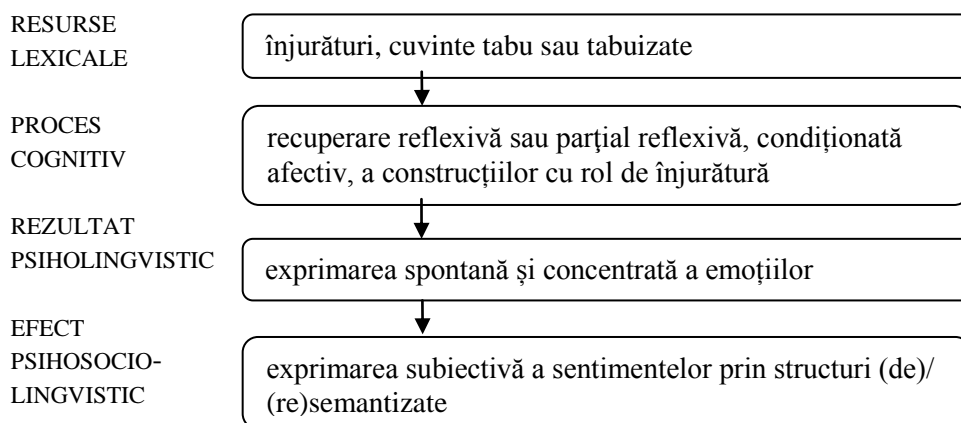 RESURSE
LEXICALE
înjurături, cuvinte tabu sau tabuizate
PROCES
COGNITIV
recuperare reflexivă sau parţial reflexivă, condiționată
afectiv, a construcțiilor cu rol de înjurătură
REZULTAT
PSIHOLINGVISTIC
exprimarea spontană și concentrată a emoțiilor
EFECT
PSIHOSOCIO-
LINGVISTIC
exprimarea subiectivă a sentimentelor prin structuri (de)/
(re)semantizate